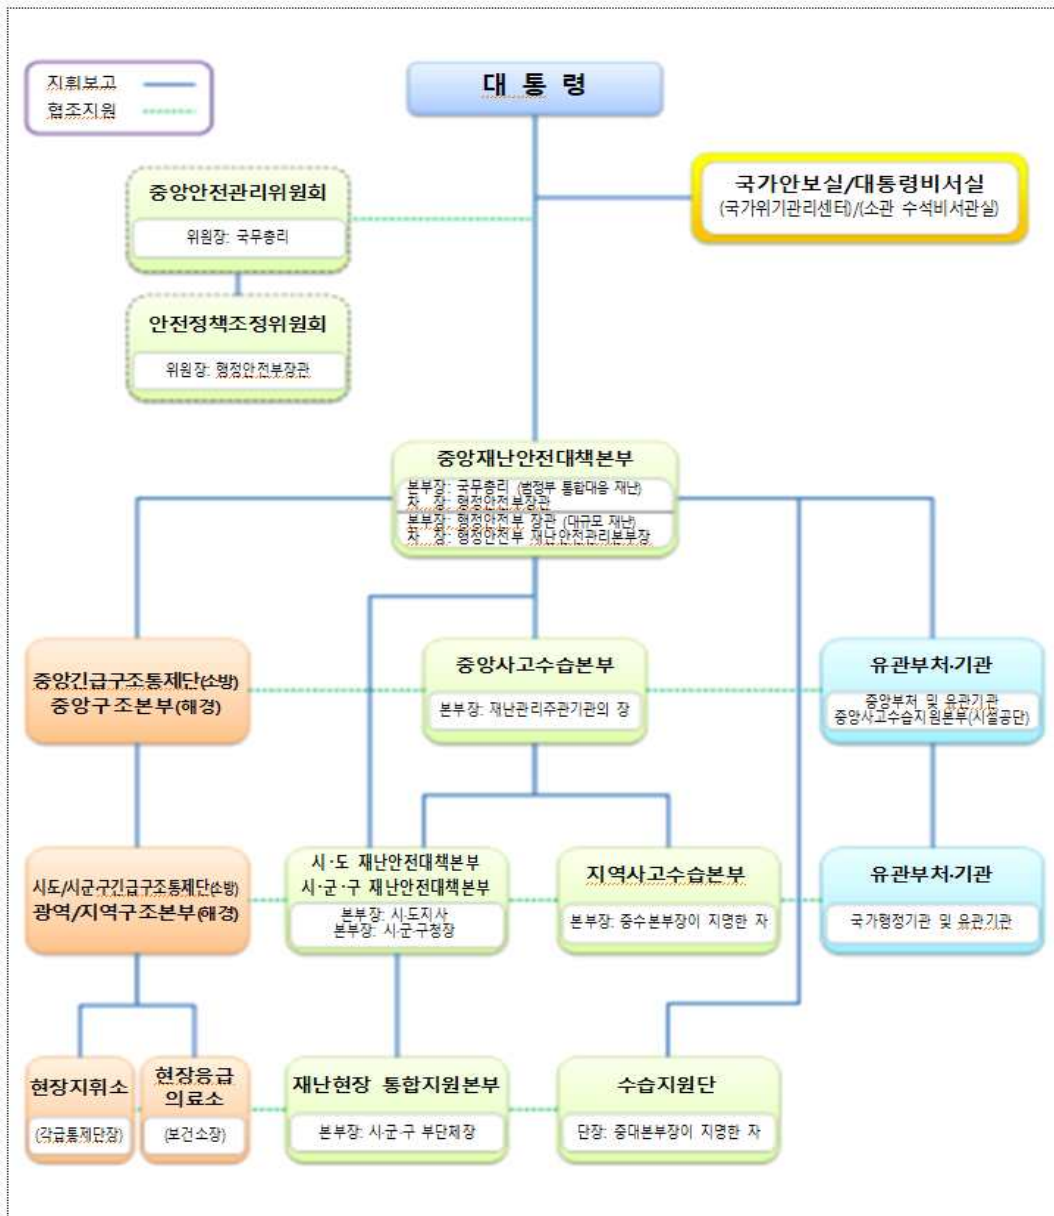 지휘보고
협조지원
대 통 령
국가안보실/대통령비서실
(국가위기관리센터)/(소관 수석비서관실)
중앙안전관리위원회
위원장: 국무총리
안전정책조정위원회
위원장: 행정안전부장관
중앙재난안전대책본부
본부장: 국무총리 (범정부 통합대응 재난)
차 장: 행정안전부장관
본부장: 행정안전부 장관 (대규모 재난)
차 장: 행정안전부 재난안전관리본부장
중앙긴급구조통제단(소방)
중앙구조본부(해경)
중앙사고수습본부
본부장: 재난관리주관기관의 장
유관부처·기관
중앙부처 및 유관기관
중앙사고수습지원본부(시설공단)
시도/시군·구긴급구조통제단(소방)
광역/지역구조본부(해경)
시·도 재난안전대책본부
시·군·구 재난안전대책본부
본부장: 시·도지사
본부장: 시·군·구청장
지역사고수습본부
본부장: 중수본부장이 지명한 자
유관부처·기관
국가행정기관 및 유관기관
현장지휘소
(각급통제단장)
현장응급
의료소
(보건소장)
재난현장 통합지원본부
본부장: 시·군·구 부단체장
수습지원단
단장: 중대본부장이 지명한 자